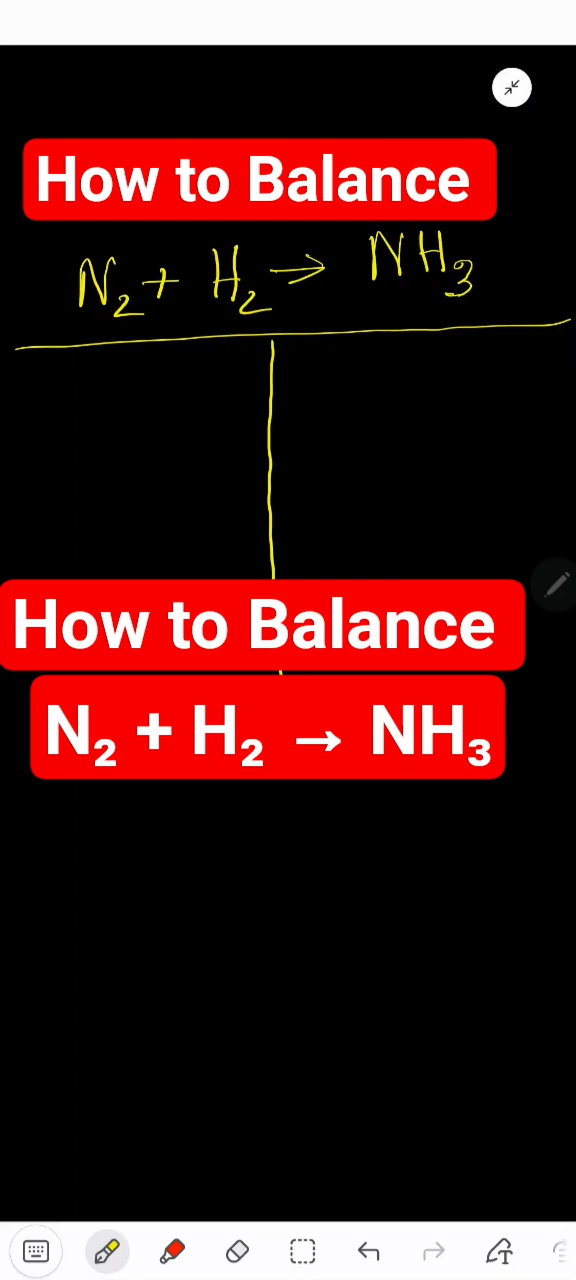 How to Balance
N₂ + H₂ → NH₃
How to Balance
N₂ + H₂ → NH₃